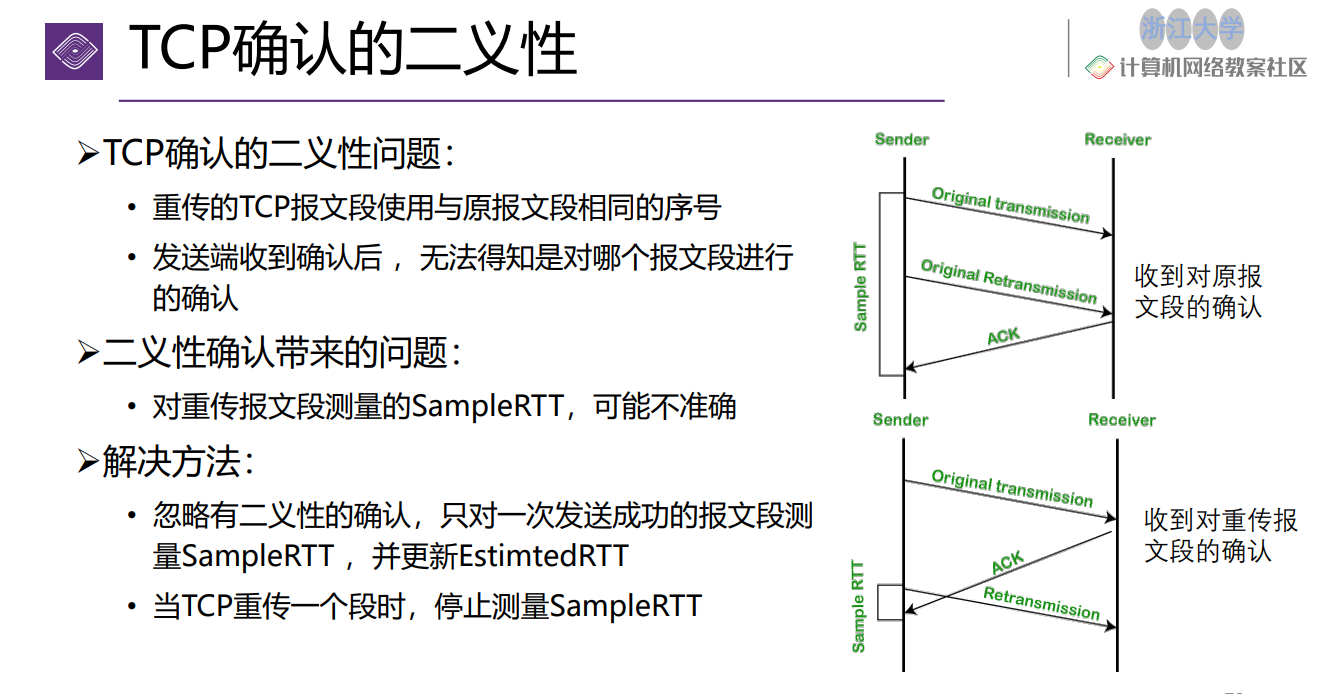 TCP确认的二义性
浙江大学
计算机网络教案社区
➢TCP确认的二义性问题：
• 重传的TCP报文段使用与原报文段相同的序号
• 发送端收到确认后 ，无法得知是对哪个报文段进行
的确认
➢二义性确认带来的问题：
• 对重传报文段测量的SampleRTT，可能不准确
➢解决方法：
• 忽略有二义性的确认，只对一次发送成功的报文段测
量SampleRTT ，并更新EstimtedRTT
• 当TCP重传一个段时，停止测量SampleRTT
Sender
Receiver
Original transmission
Sample RTT
Original Retransmission
ACK
收到对原报
文段的确认
Sender
Receiver
Original transmission
ACK
Sample RTT
Retransmission
收到对重传报
文段的确认